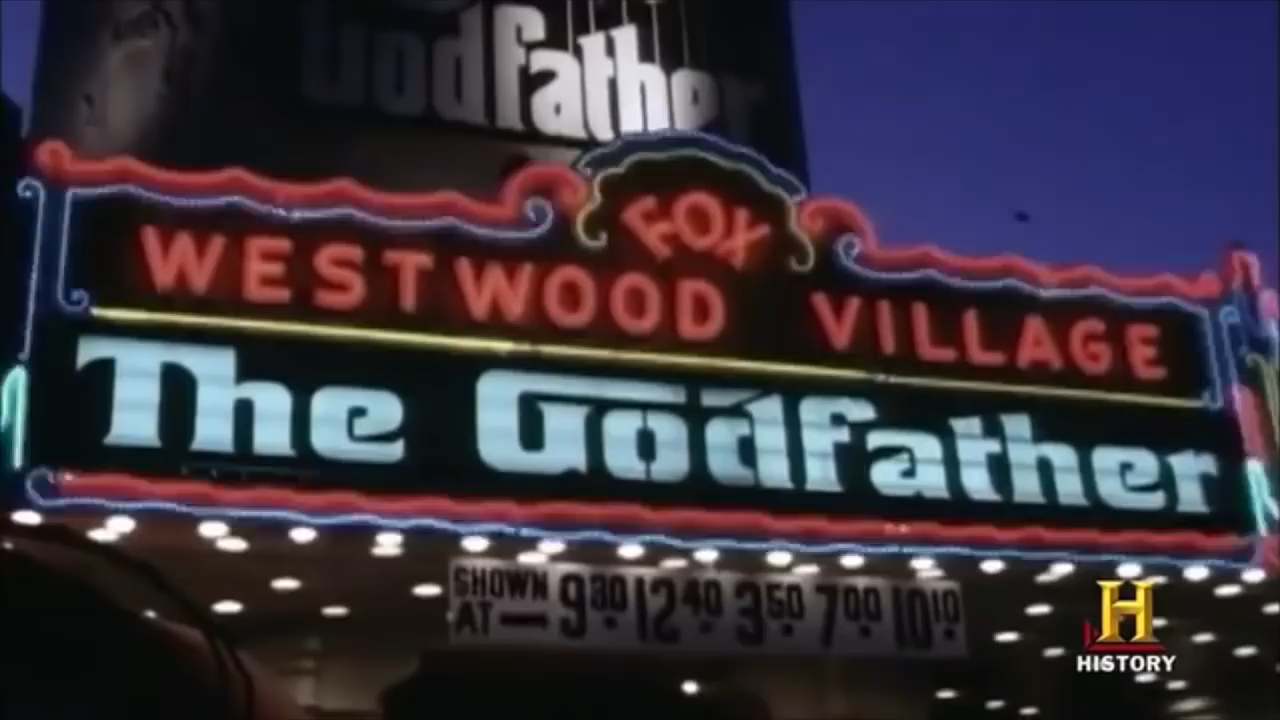 Godfather
FOX
WESTWOOD VILLAGE
The Godfather
SHOWN AT — 9:30 12:40 3:50 7:00 10:10
H
HISTORY